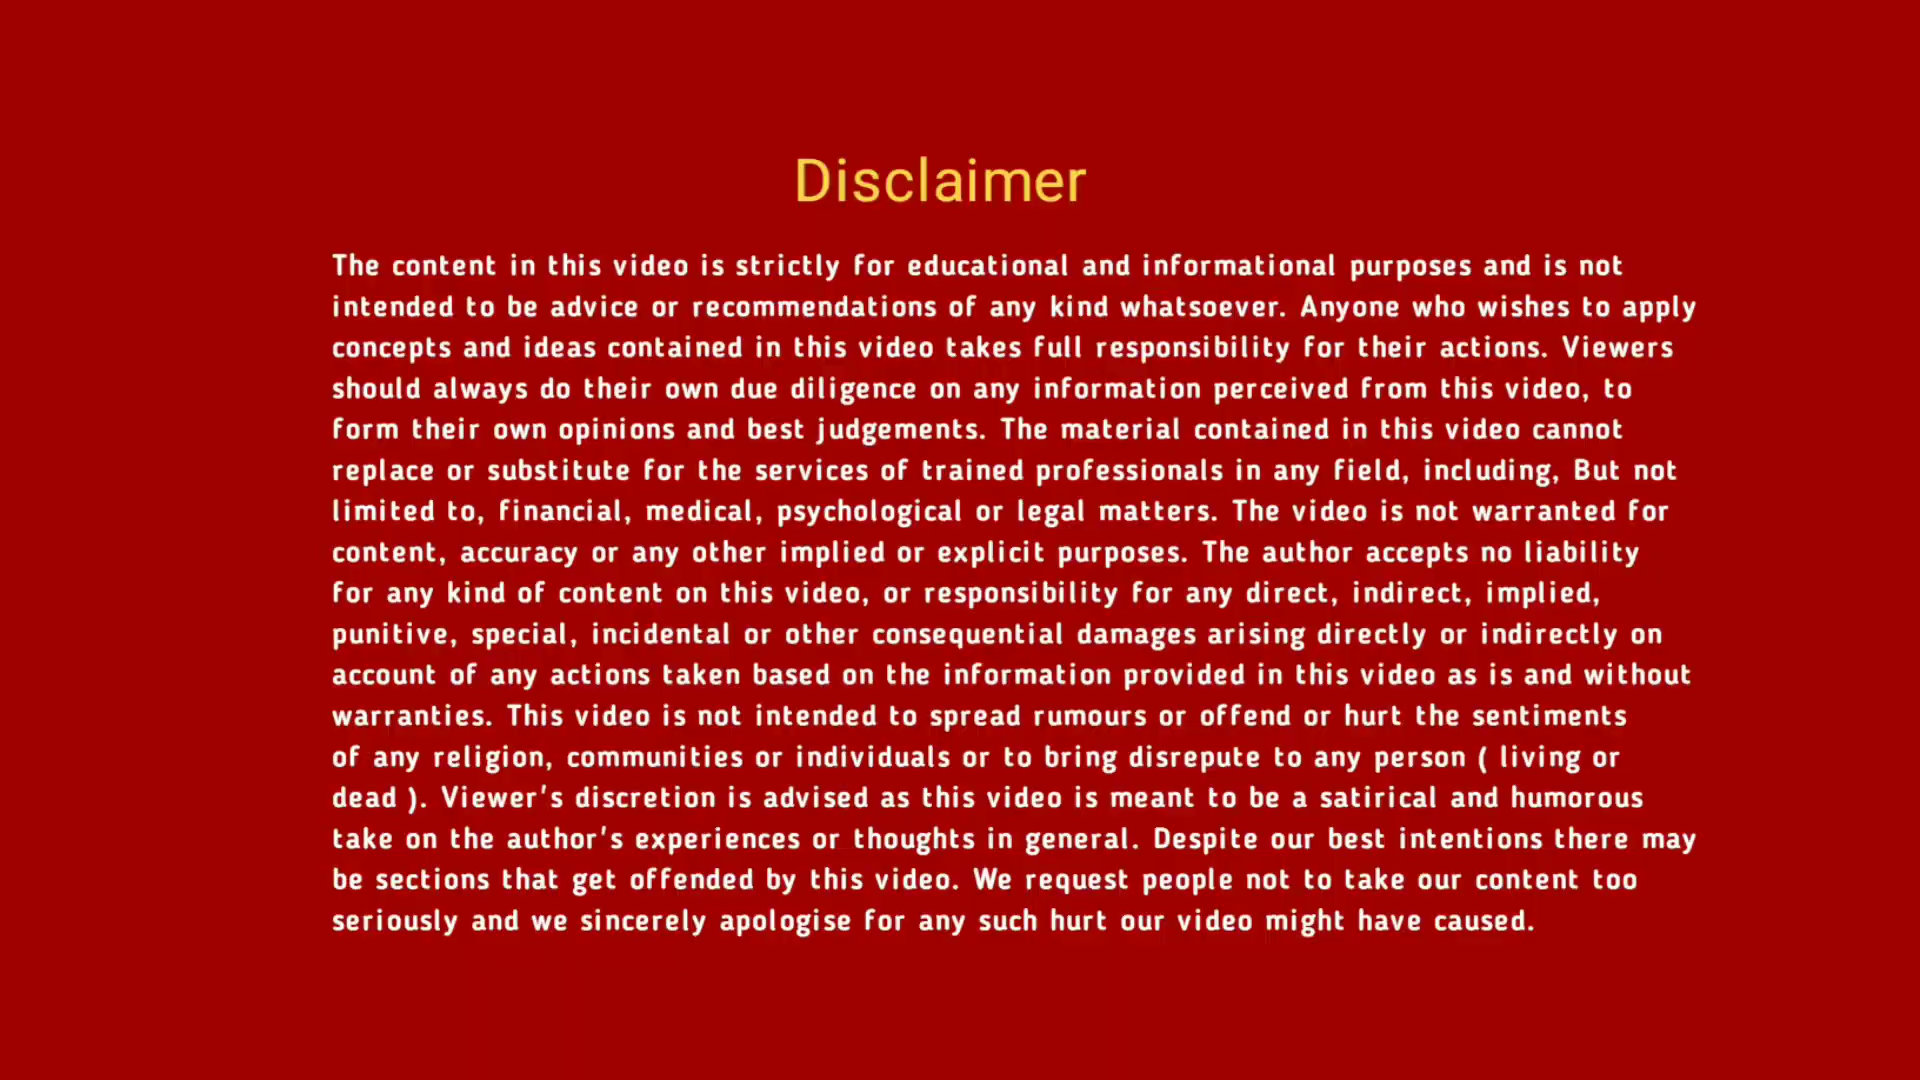 Disclaimer
The content in this video is strictly for educational and informational purposes and is not
intended to be advice or recommendations of any kind whatsoever. Anyone who wishes to apply
concepts and ideas contained in this video takes full responsibility for their actions. Viewers
should always do their own due diligence on any information perceived from this video, to
form their own opinions and best judgements. The material contained in this video cannot
replace or substitute for the services of trained professionals in any field, including, But not
limited to, financial, medical, psychological or legal matters. The video is not warranted for
content, accuracy or any other implied or explicit purposes. The author accepts no liability
for any kind of content on this video, or responsibility for any direct, indirect, implied,
punitive, special, incidental or other consequential damages arising directly or indirectly on
account of any actions taken based on the information provided in this video as is and without
warranties. This video is not intended to spread rumours or offend or hurt the sentiments
of any religion, communities or individuals or to bring disrepute to any person ( living or
dead ). Viewer's discretion is advised as this video is meant to be a satirical and humorous
take on the author's experiences or thoughts in general. Despite our best intentions there may
be sections that get offended by this video. We request people not to take our content too
seriously and we sincerely apologise for any such hurt our video might have caused.